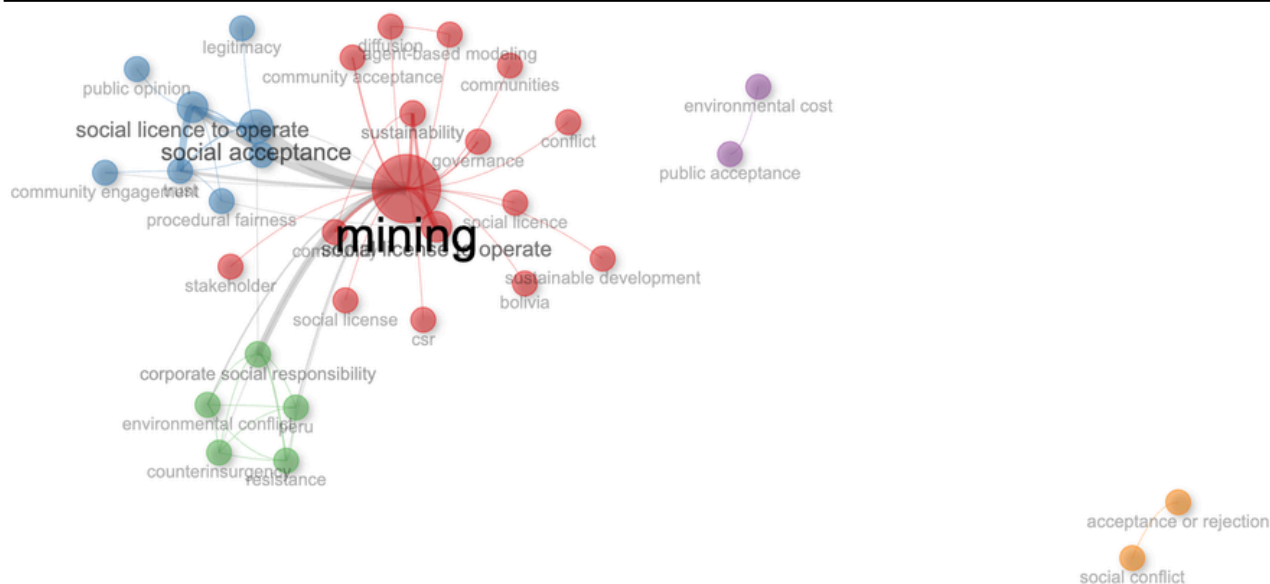 legitimacy
diffusion
agent-based modeling
community acceptance
communities
public opinion
environmental cost
social licence to operate
sustainability
conflict
social acceptance
governance
public acceptance
community engagement
trust
procedural fairness
social licence
mining
social license to operate
stakeholder
sustainable development
bolivia
social license
csr
corporate social responsibility
environmental conflict
peru
counterinsurgency
resistance
acceptance or rejection
social conflict